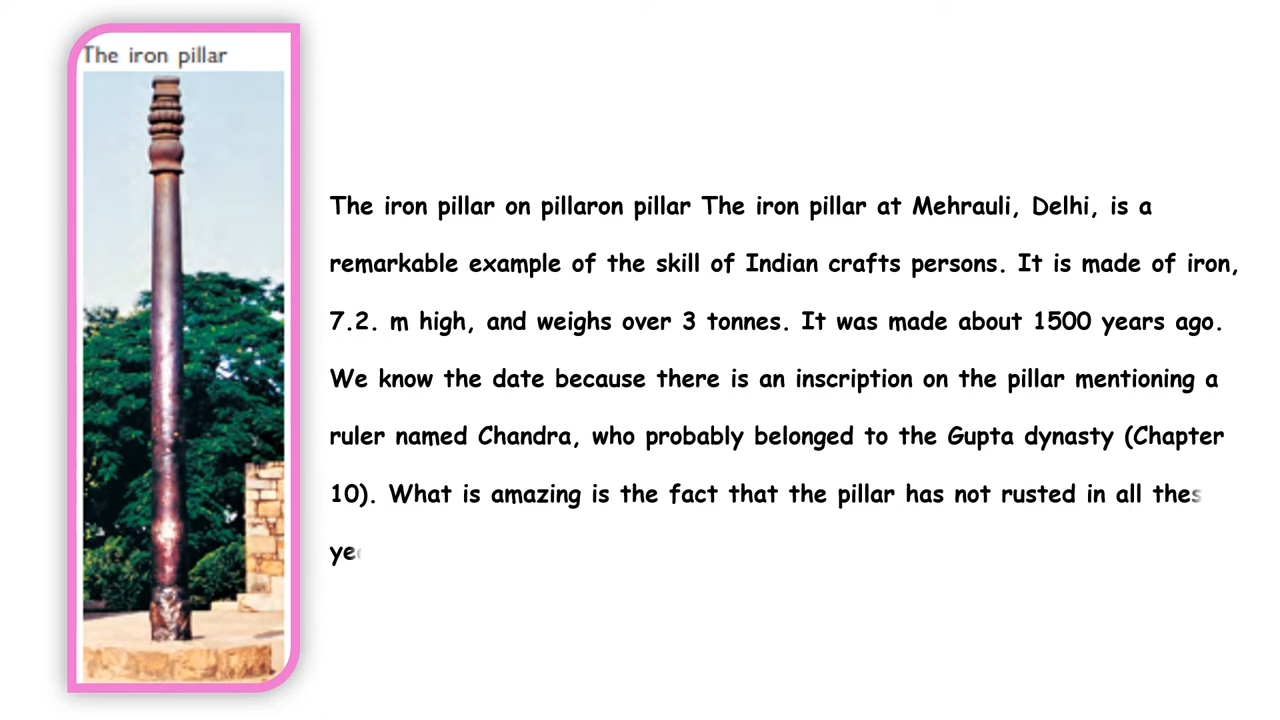 The iron pillar
The iron pillar on pillaron pillar The iron pillar at Mehrauli, Delhi, is a
remarkable example of the skill of Indian crafts persons. It is made of iron,
7.2. m high, and weighs over 3 tonnes. It was made about 1500 years ago.
We know the date because there is an inscription on the pillar mentioning a
ruler named Chandra, who probably belonged to the Gupta dynasty (Chapter
10). What is amazing is the fact that the pillar has not rusted in all thes
ye